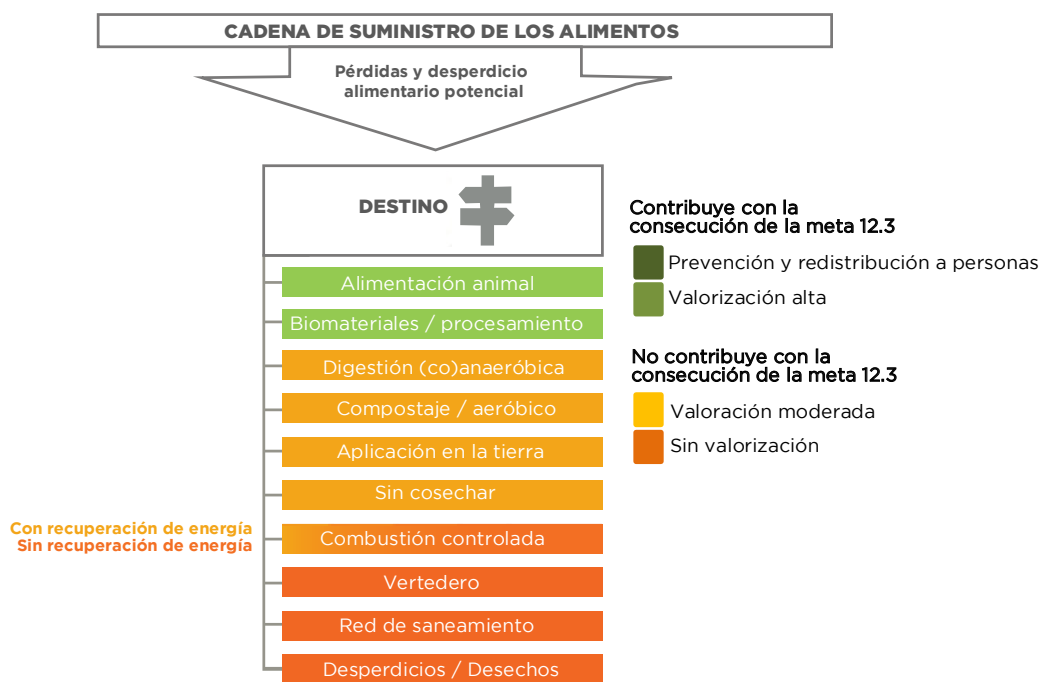 CADENA DE SUMINISTRO DE LOS ALIMENTOS
Pérdidas y desperdicio
alimentario potencial
DESTINO
Alimentación animal
Biomateriales / procesamiento
Digestión (co)anaeróbica
Compostaje / aeróbico
Aplicación en la tierra
Sin cosechar
Con recuperación de energía
Sin recuperación de energía
Combustión controlada
Vertedero
Red de saneamiento
Desperdicios / Desechos
Contribuye con la
consecución de la meta 12.3
Prevención y redistribución a personas
Valorización alta
No contribuye con la
consecución de la meta 12.3
Valoración moderada
Sin valorización